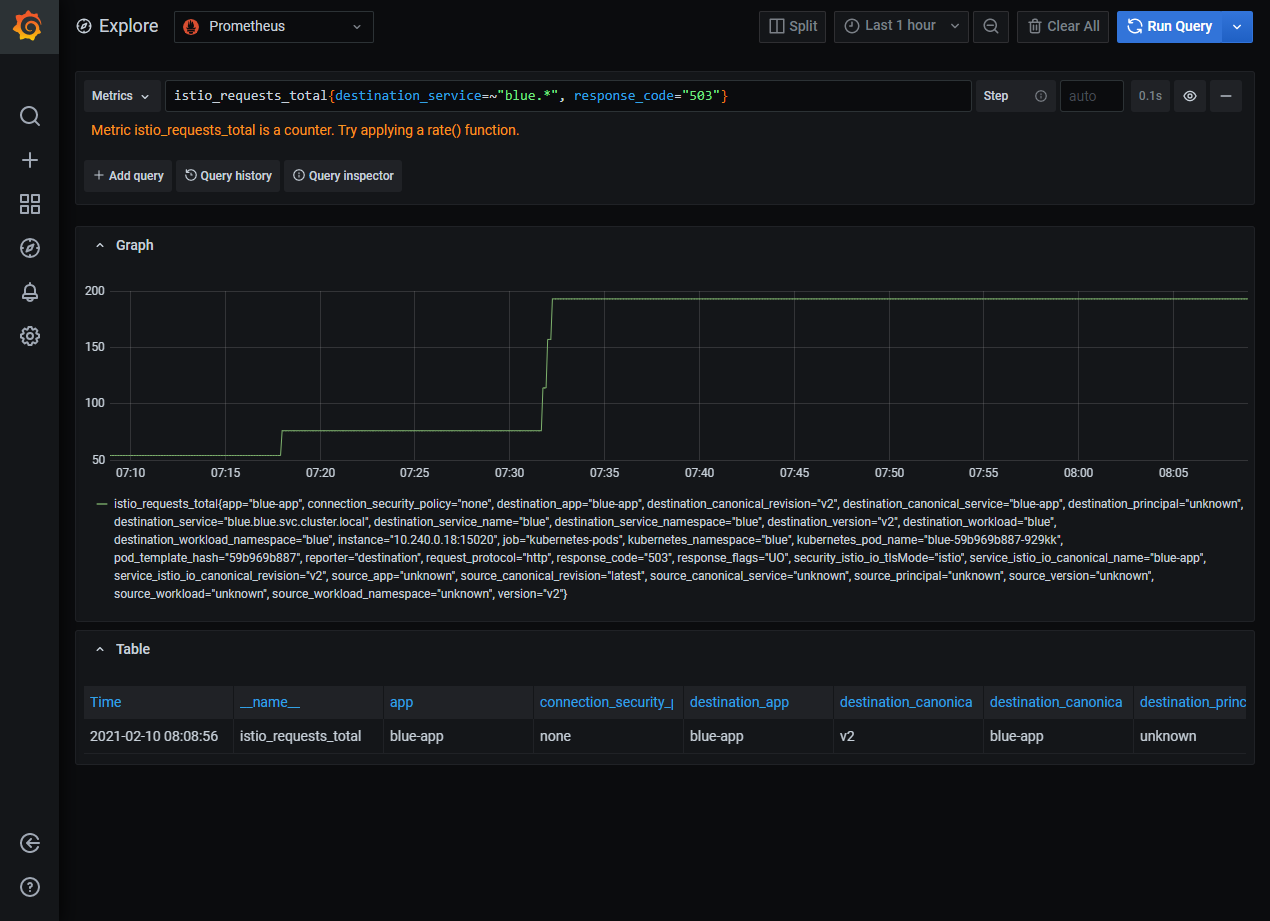 Explore
Prometheus
Split
Last 1 hour
Clear All
Run Query
Metrics
istio_requests_total{destination_service=~"blue.*", response_code="503"}
Step
auto
0.1s
Metric istio_requests_total is a counter. Try applying a rate() function.
+ Add query
Query history
Query inspector
Graph
200
150
100
50
07:10 07:15 07:20 07:25 07:30 07:35 07:40 07:45 07:50 07:55 08:00 08:05
istio_requests_total{app="blue-app", connection_security_policy="none", destination_app="blue-app", destination_canonical_revision="v2", destination_canonical_service="blue-app", destination_principal="unknown",
destination_service="blue.blue.svc.cluster.local", destination_service_name="blue", destination_service_namespace="blue", destination_version="v2", destination_workload="blue",
destination_workload_namespace="blue", instance="10.240.0.18:15020", job="kubernetes-pods", kubernetes_namespace="blue", kubernetes_pod_name="blue-59b969b887-929kk",
pod_template_hash="59b969b887", reporter="destination", request_protocol="http", response_code="503", response_flags="UO", security_istio_io_tlsMode="istio", service_istio_io_canonical_name="blue-app",
service_istio_io_canonical_revision="v2", source_app="unknown", source_canonical_revision="latest", source_canonical_service="unknown", source_principal="unknown", source_version="unknown",
source_workload="unknown", source_workload_namespace="unknown", version="v2"}
Table
Time __name__ app connection_security_p destination_app destination_canonica destination_canonica destination_princ
2021-02-10 08:08:56 istio_requests_total blue-app none blue-app v2 blue-app unknown